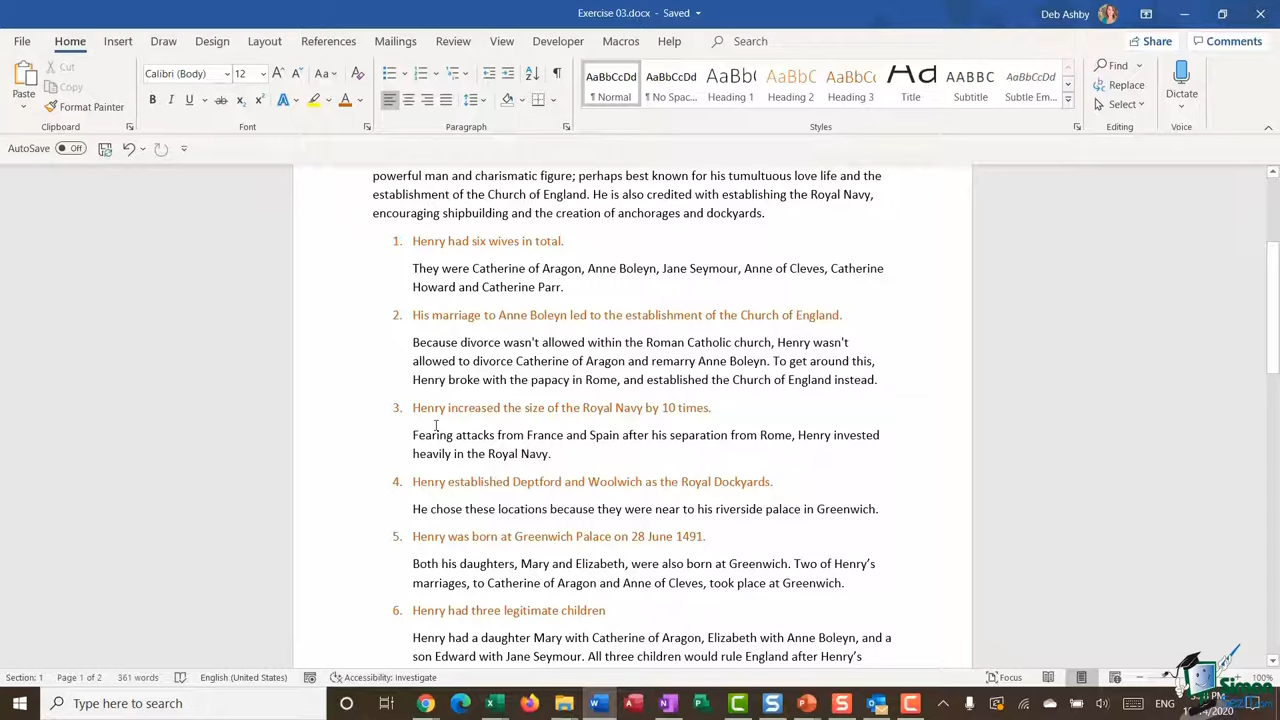 Exercise 03.docx - Saved
Deb Ashby
File Home Insert Draw Design Layout References Mailings Review View Developer Macros Help Search Share Comments
Paste
Cut
Copy
Format Painter
Clipboard
Calibri (Body) 12
Font
Paragraph
AaBbCcDd
¶ Normal
AaBbCcDd
¶ No Spac...
AaBbC
Heading 1
AaBbC
Heading 2
AaBbCc
Heading 3
AaBb
Title
AABBC
Subtitle
AaBbCcDd
Subtle Em...
Styles
Find
Replace
Select
Editing
Dictate
Voice
AutoSave Off
powerful man and charismatic figure; perhaps best known for his tumultuous love life and the
establishment of the Church of England. He is also credited with establishing the Royal Navy,
encouraging shipbuilding and the creation of anchorages and dockyards.
1. Henry had six wives in total.
They were Catherine of Aragon, Anne Boleyn, Jane Seymour, Anne of Cleves, Catherine
Howard and Catherine Parr.
2. His marriage to Anne Boleyn led to the establishment of the Church of England.
Because divorce wasn't allowed within the Roman Catholic church, Henry wasn't
allowed to divorce Catherine of Aragon and remarry Anne Boleyn. To get around this,
Henry broke with the papacy in Rome, and established the Church of England instead.
3. Henry increased the size of the Royal Navy by 10 times.
Fearing attacks from France and Spain after his separation from Rome, Henry invested
heavily in the Royal Navy.
4. Henry established Deptford and Woolwich as the Royal Dockyards.
He chose these locations because they were near to his riverside palace in Greenwich.
5. Henry was born at Greenwich Palace on 28 June 1491.
Both his daughters, Mary and Elizabeth, were also born at Greenwich. Two of Henry's
marriages, to Catherine of Aragon and Anne of Cleves, took place at Greenwich.
6. Henry had three legitimate children
Henry had a daughter Mary with Catherine of Aragon, Elizabeth with Anne Boleyn, and a
son Edward with Jane Seymour. All three children would rule England after Henry's
Section: 1 Page 1 of 2 361 words English (United States) Accessibility: Investigate Focus 100%
Type here to search
ENG